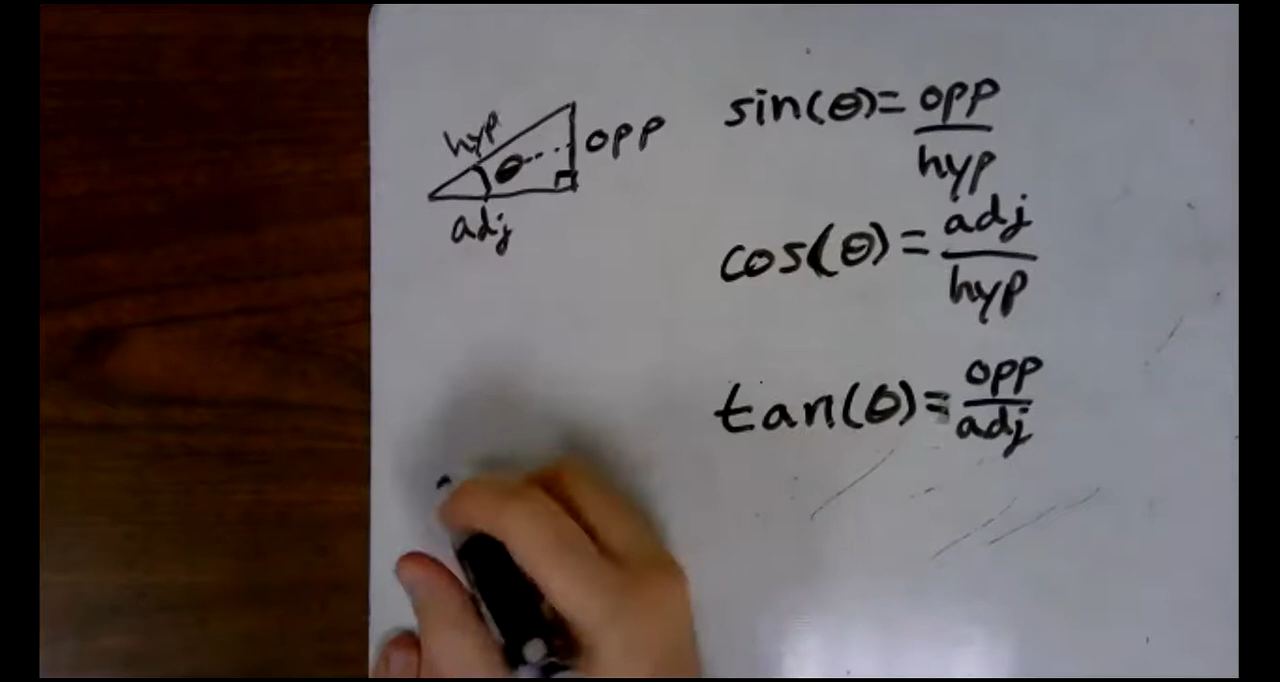 hyp
θ
opp
adj
sin(θ)=opp/hyp
cos(θ)=adj/hyp
tan(θ)=opp/adj